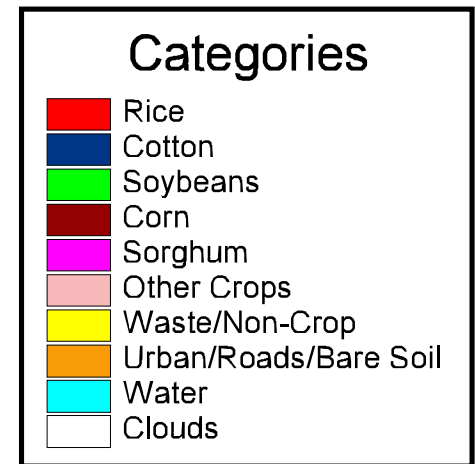 Categories
Rice
Cotton
Soybeans
Corn
Sorghum
Other Crops
Waste/Non-Crop
Urban/Roads/Bare Soil
Water
Clouds